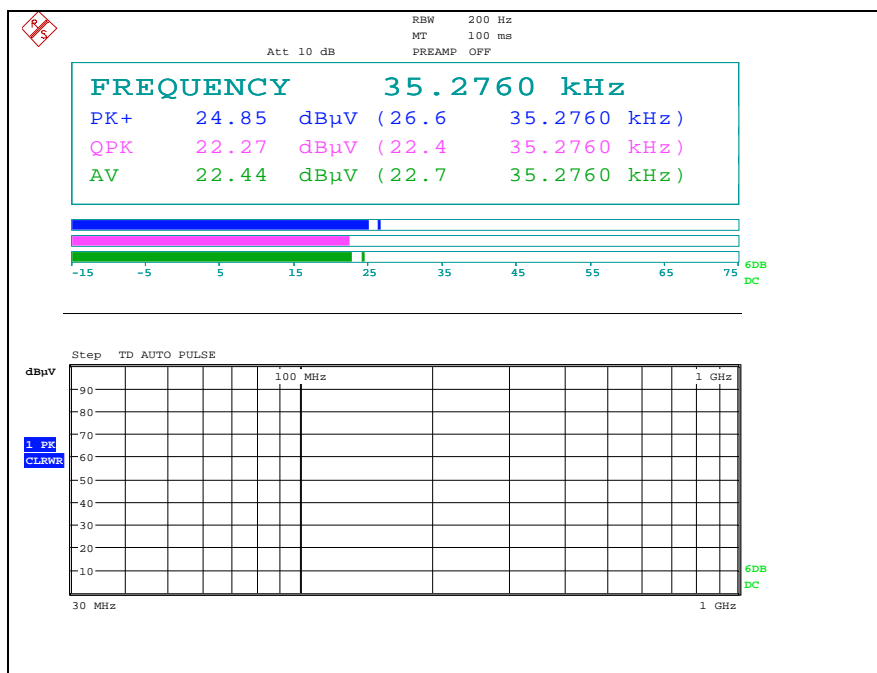 R S
RBW 200 Hz
MT 100 ms
Att 10 dB PREAMP OFF
FREQUENCY 35.2760 kHz
PK+ 24.85 dBµV (26.6 35.2760 kHz)
QPK 22.27 dBµV (22.4 35.2760 kHz)
AV 22.44 dBµV (22.7 35.2760 kHz)
-15 -5 5 15 25 35 45 55 65 75
6DB
DC
Step TD AUTO PULSE
dBµV
100 MHz 1 GHz
90
80
70
1 PK
CLRWR
60
50
40
30
20
10
6DB
DC
30 MHz 1 GHz